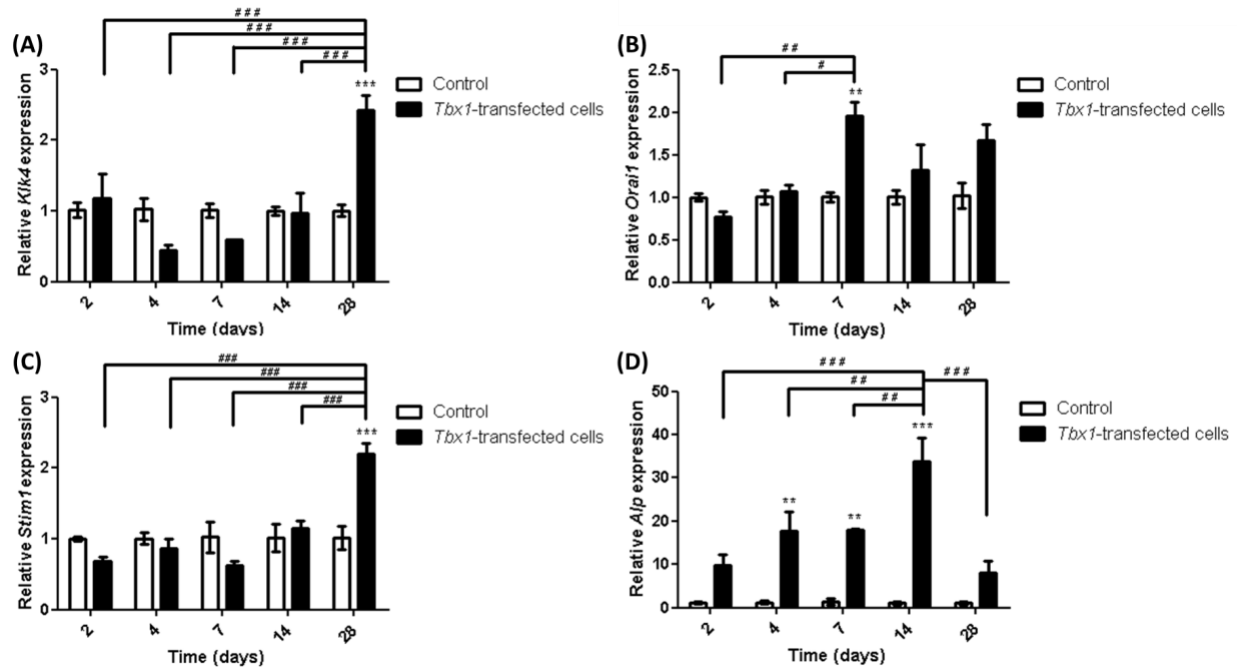 (A)
# # #
# # #
# # #
# # #
***
3
2
1
0
Relative Klk4 expression
2
4
7
14
28
Time (days)
Control
Tbx1-transfected cells
(B)
# #
#
**
2.5
2.0
1.5
1.0
0.5
0.0
Relative Orai1 expression
2
4
7
14
28
Time (days)
Control
Tbx1-transfected cells
(C)
###
###
###
###
***
3
2
1
0
Relative Stim1 expression
2
4
7
14
28
Time (days)
Control
Tbx1-transfected cells
(D)
# # #
# #
# #
# # #
**
**
***
50
40
30
20
10
0
Relative Alp expression
2
4
7
14
28
Time (days)
Control
Tbx1-transfected cells